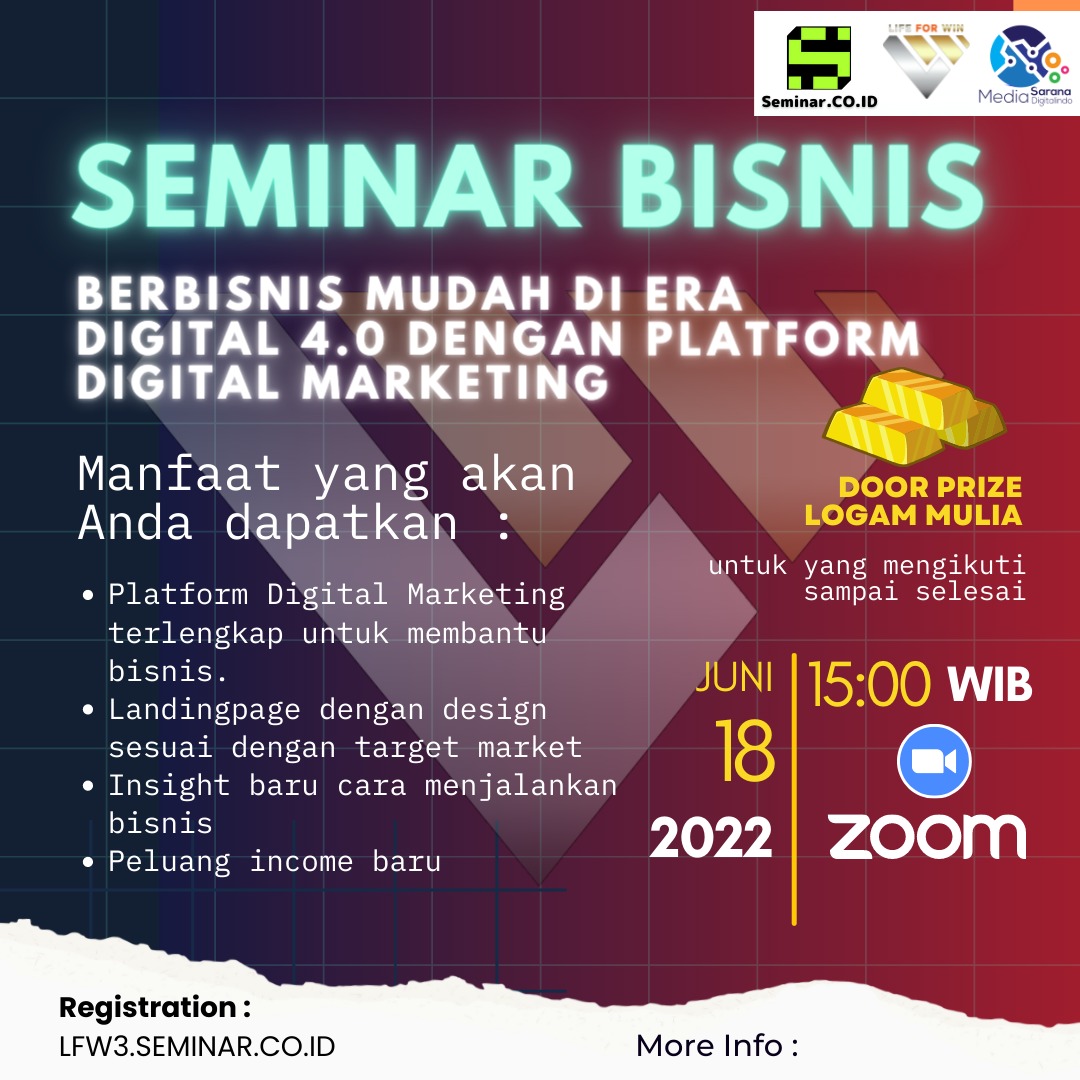 Seminar.CO.ID
LIFE FOR WIN
Media Sarana
Digitalindo
SEMINAR BISNIS
BERBISNIS MUDAH DI ERA
DIGITAL 4.0 DENGAN PLATFORM
DIGITAL MARKETING
Manfaat yang akan
Anda dapatkan :
• Platform Digital Marketing
terlengkap untuk membantu
bisnis.
• Landingpage dengan design
sesuai dengan target market
• Insight baru cara menjalankan
bisnis
• Peluang income baru
DOOR PRIZE
LOGAM MULIA
untuk yang mengikuti
sampai selesai
JUNI
18
2022
15:00 WIB
zoom
Registration :
LFW3.SEMINAR.CO.ID
More Info :